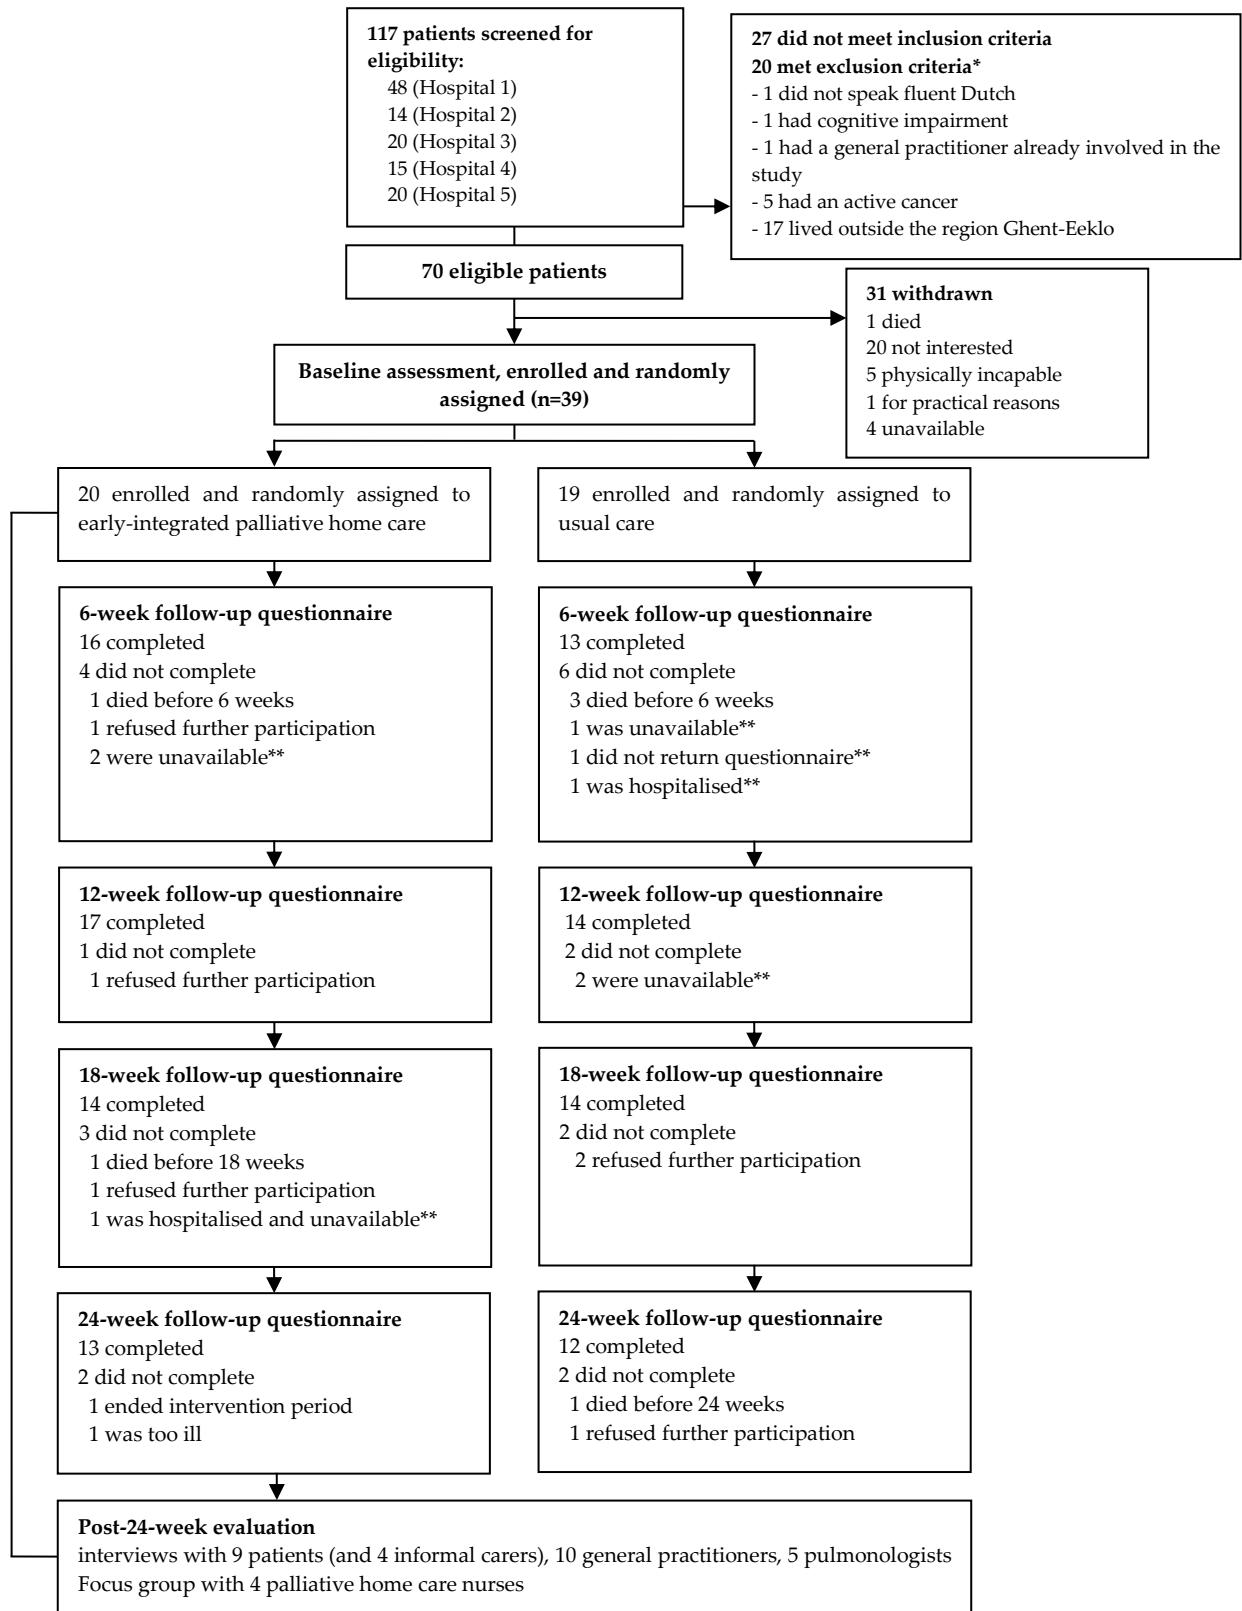 117 patients screened for
eligibility:
48 (Hospital 1)
14 (Hospital 2)
20 (Hospital 3)
15 (Hospital 4)
20 (Hospital 5)
27 did not meet inclusion criteria
20 met exclusion criteria*
- 1 did not speak fluent Dutch
- 1 had cognitive impairment
- 1 had a general practitioner already involved in the
study
- 5 had an active cancer
- 17 lived outside the region Ghent-Eeklo
70 eligible patients
31 withdrawn
1 died
20 not interested
5 physically incapable
1 for practical reasons
4 unavailable
Baseline assessment, enrolled and randomly
assigned (n=39)
20 enrolled and randomly assigned to
early-integrated palliative home care
19 enrolled and randomly assigned to
usual care
6-week follow-up questionnaire
16 completed
4 did not complete
1 died before 6 weeks
1 refused further participation
2 were unavailable**
6-week follow-up questionnaire
13 completed
6 did not complete
3 died before 6 weeks
1 was unavailable**
1 did not return questionnaire**
1 was hospitalised**
12-week follow-up questionnaire
17 completed
1 did not complete
1 refused further participation
12-week follow-up questionnaire
14 completed
2 did not complete
2 were unavailable**
18-week follow-up questionnaire
14 completed
3 did not complete
1 died before 18 weeks
1 refused further participation
1 was hospitalised and unavailable**
18-week follow-up questionnaire
14 completed
2 did not complete
2 refused further participation
24-week follow-up questionnaire
13 completed
2 did not complete
1 ended intervention period
1 was too ill
24-week follow-up questionnaire
12 completed
2 did not complete
1 died before 24 weeks
1 refused further participation
Post-24-week evaluation
interviews with 9 patients (and 4 informal carers), 10 general practitioners, 5 pulmonologists
Focus group with 4 palliative home care nurses